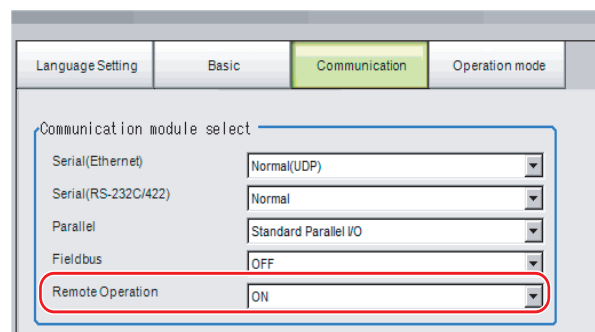 Language Setting Basic Communication Operation mode
Communication module select
Serial(Ethernet) Normal(UDP)
Serial(RS-232C/422) Normal
Parallel Standard Parallel I/O
Fieldbus OFF
Remote Operation ON